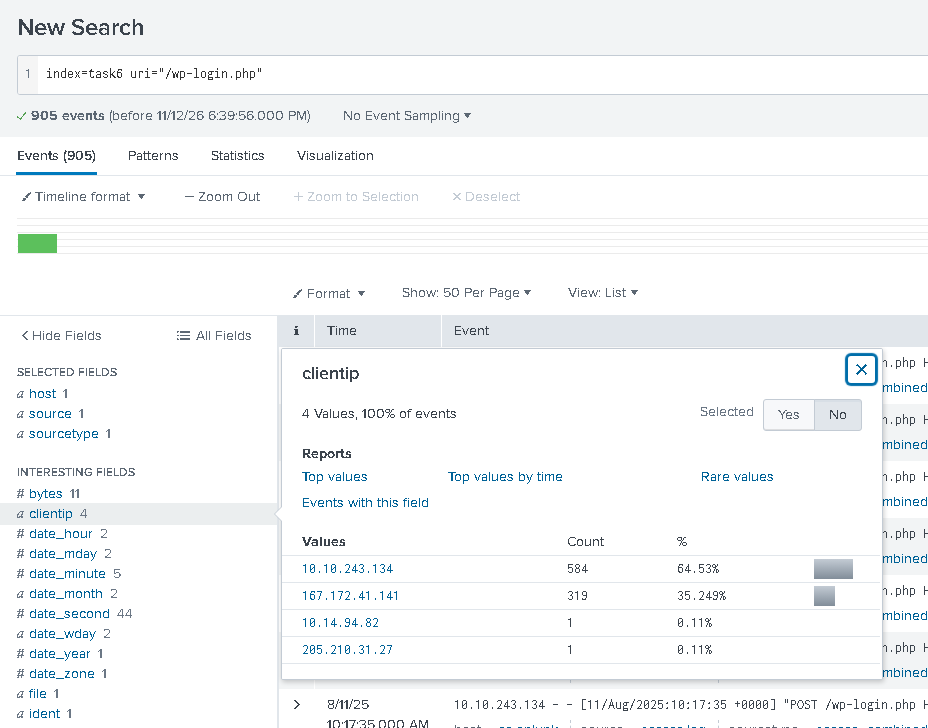 New Search
1 index=task6 uri="/wp-login.php"
905 events (before 11/12/26 6:39:56.000 PM) No Event Sampling
Events (905) Patterns Statistics Visualization
Timeline format — Zoom Out + Zoom to Selection × Deselect
Format Show: 50 Per Page View: List
Hide Fields All Fields i Time Event
SELECTED FIELDS
a host 1
a source 1
a sourcetype 1
INTERESTING FIELDS
# bytes 11
a clientip 4
# date_hour 2
# date_mday 2
# date_minute 5
a date_month 2
# date_second 44
a date_wday 2
# date_year 1
# date_zone 1
a file 1
a ident 1
clientip
4 Values, 100% of events Selected Yes No
Reports
Top values Top values by time Rare values
Events with this field
Values Count %
10.10.243.134 584 64.53%
167.172.41.141 319 35.249%
10.14.94.82 1 0.11%
205.210.31.27 1 0.11%
8/11/25 10.10.243.134 - - [11/Aug/2025:10:17:35 +0000] "POST /wp-login.php H
10:17:35.000 AM